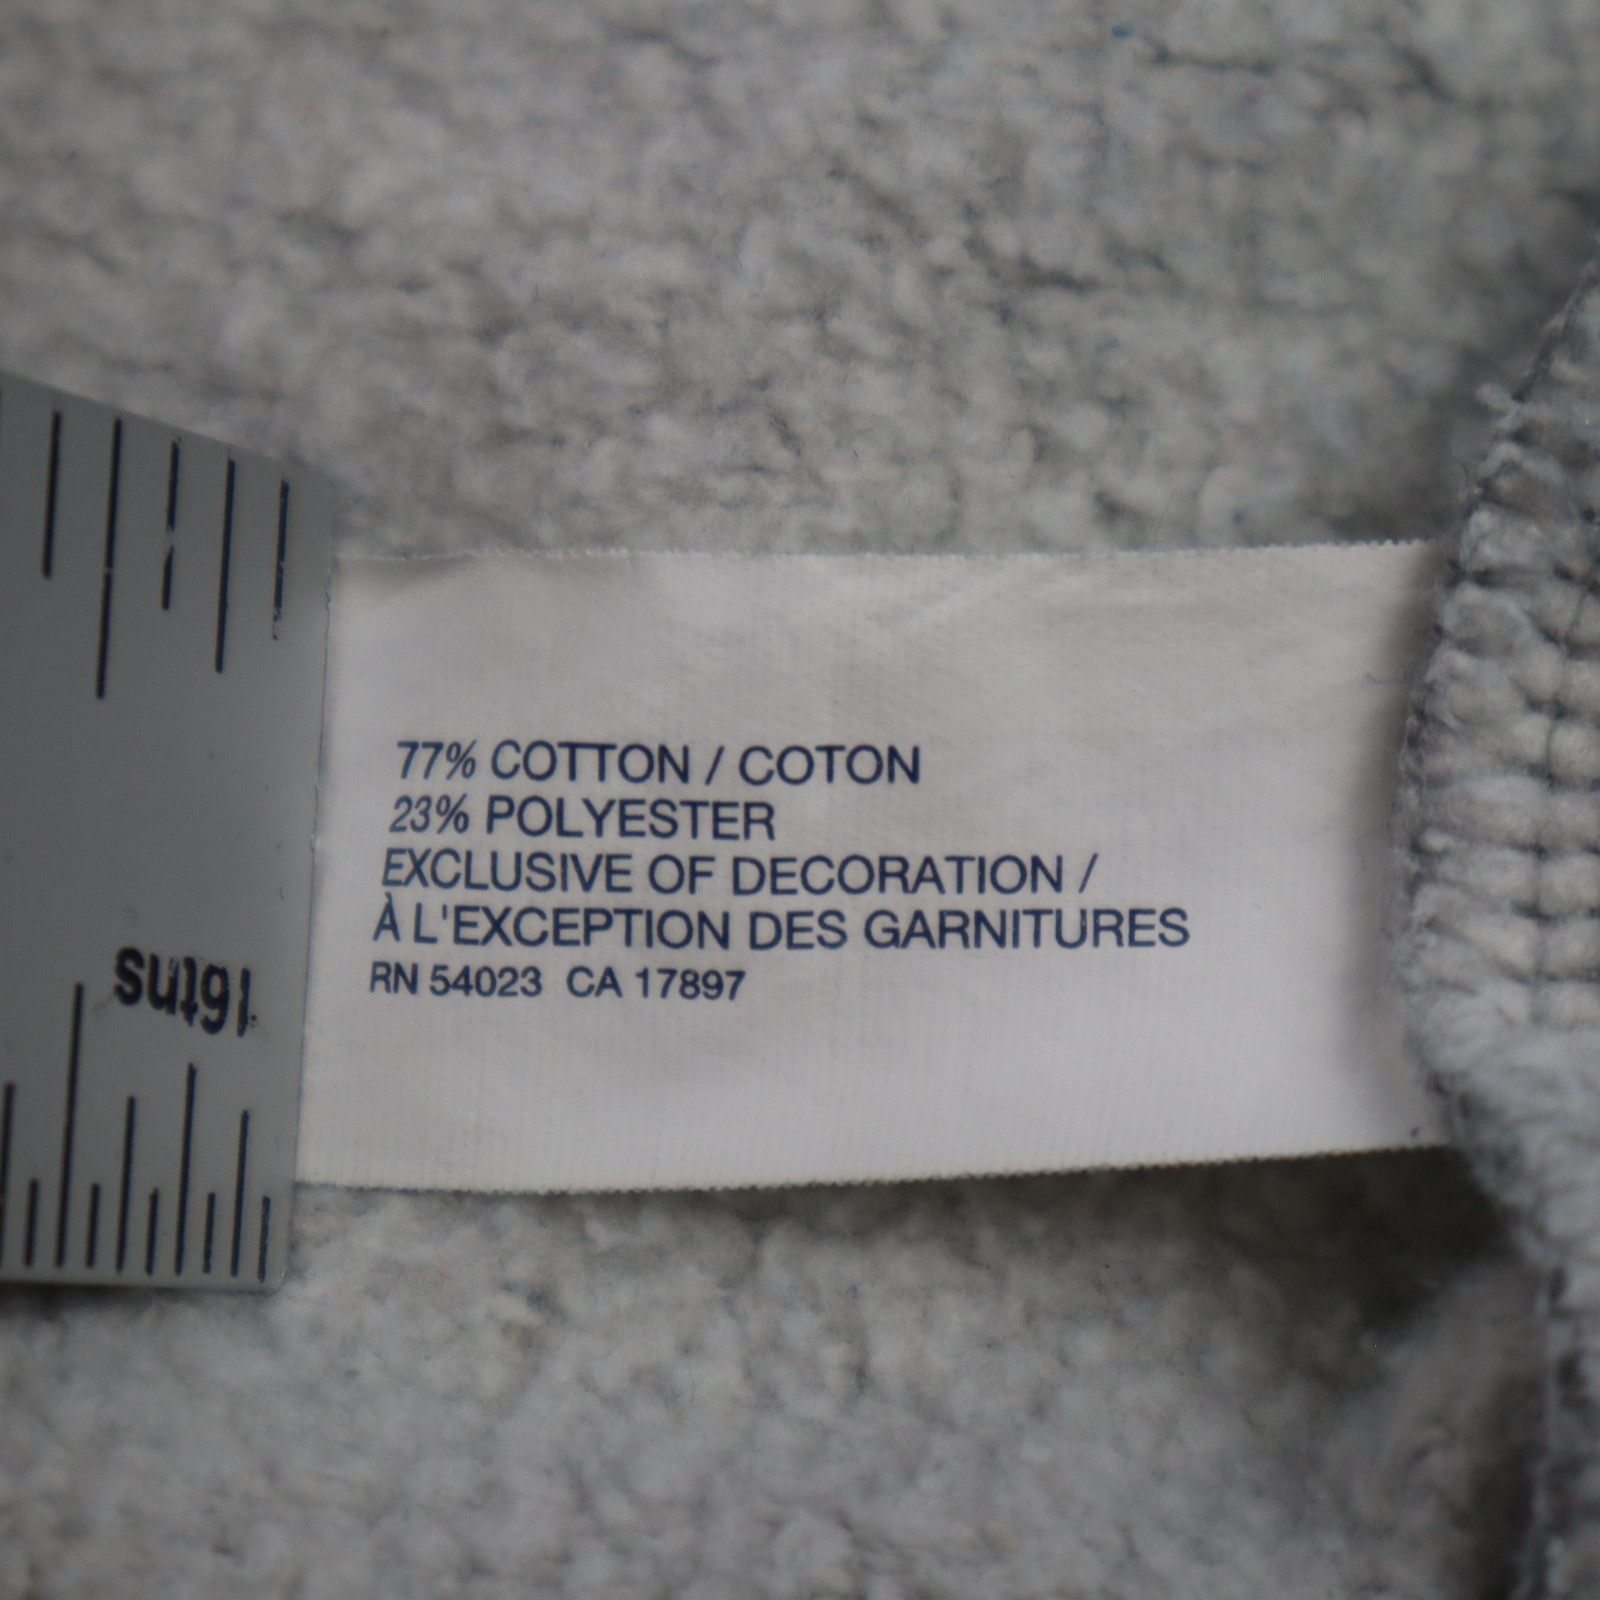 77% COTTON / COTON
23% POLYESTER
EXCLUSIVE OF DECORATION /
À L'EXCEPTION DES GARNITURES
RN 54023 CA 17897
16ths